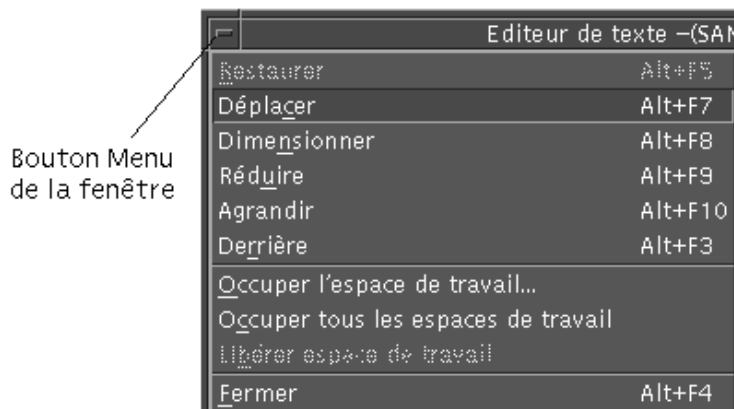 Editeur de texte –(SAN
Restaurer Alt+F5
Déplacer Alt+F7
Dimensionner Alt+F8
Réduire Alt+F9
Agrandir Alt+F10
Derrière Alt+F3
Occuper l'espace de travail...
Occuper tous les espaces de travail
Libérer espace de travail
Fermer Alt+F4
Bouton Menu
de la fenêtre